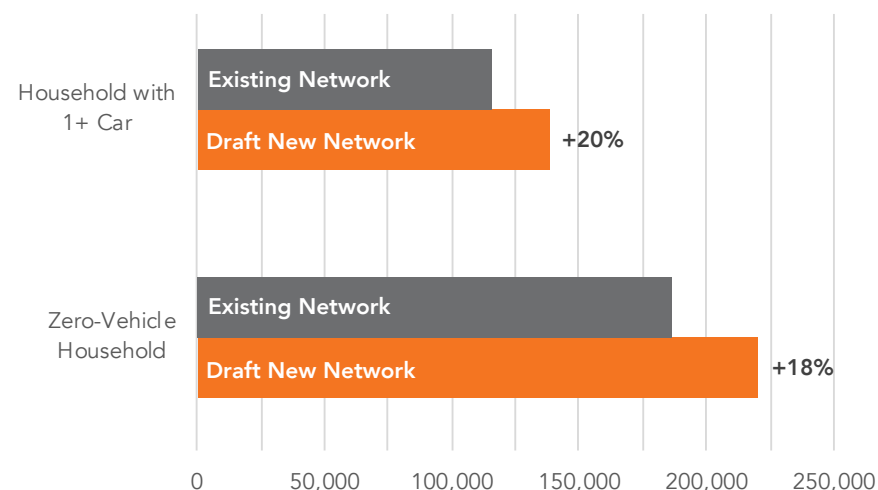 Existing Network
Household with
1+ Car
Draft New Network
+20%
Existing Network
Zero-Vehicle
Household
Draft New Network
+18%
0 50,000 100,000 150,000 200,000 250,000